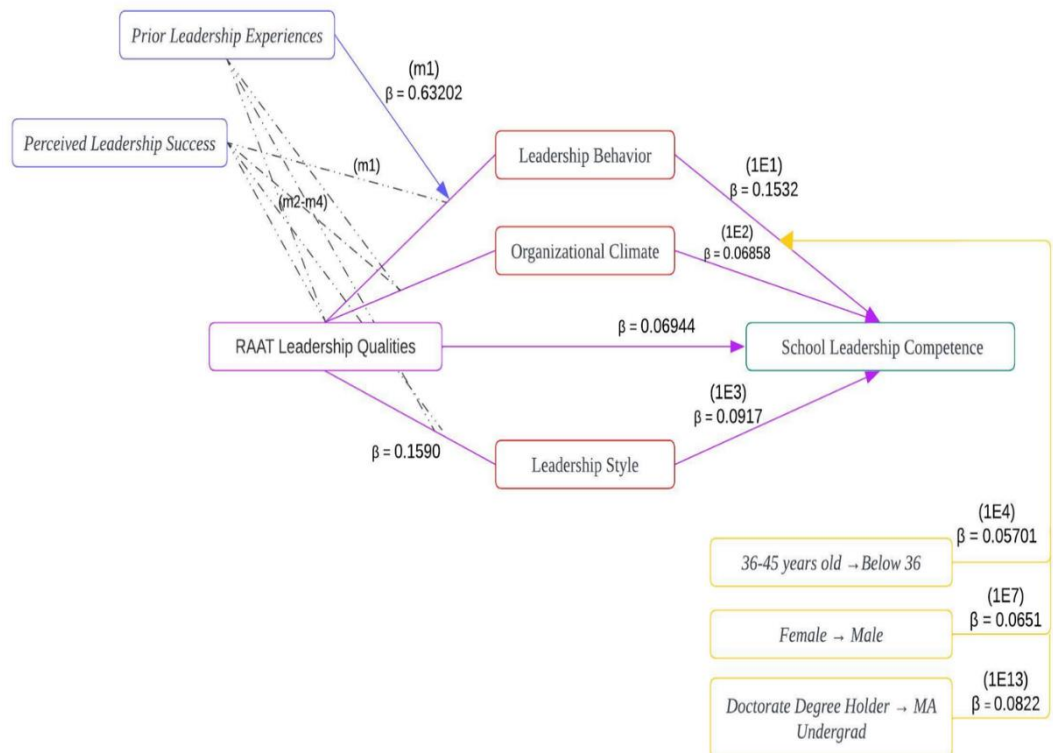 Prior Leadership Experiences
(m1)
β = 0.63202
Perceived Leadership Success
(m1)
(m2-m4)
Leadership Behavior
(1E1)
β = 0.1532
Organizational Climate
(1E2)
β = 0.06858
RAAT Leadership Qualities
β = 0.06944
School Leadership Competence
(1E3)
β = 0.0917
β = 0.1590
Leadership Style
(1E4)
β = 0.05701
36-45 years old →Below 36
(1E7)
β = 0.0651
Female → Male
(1E13)
β = 0.0822
Doctorate Degree Holder → MA
Undergrad